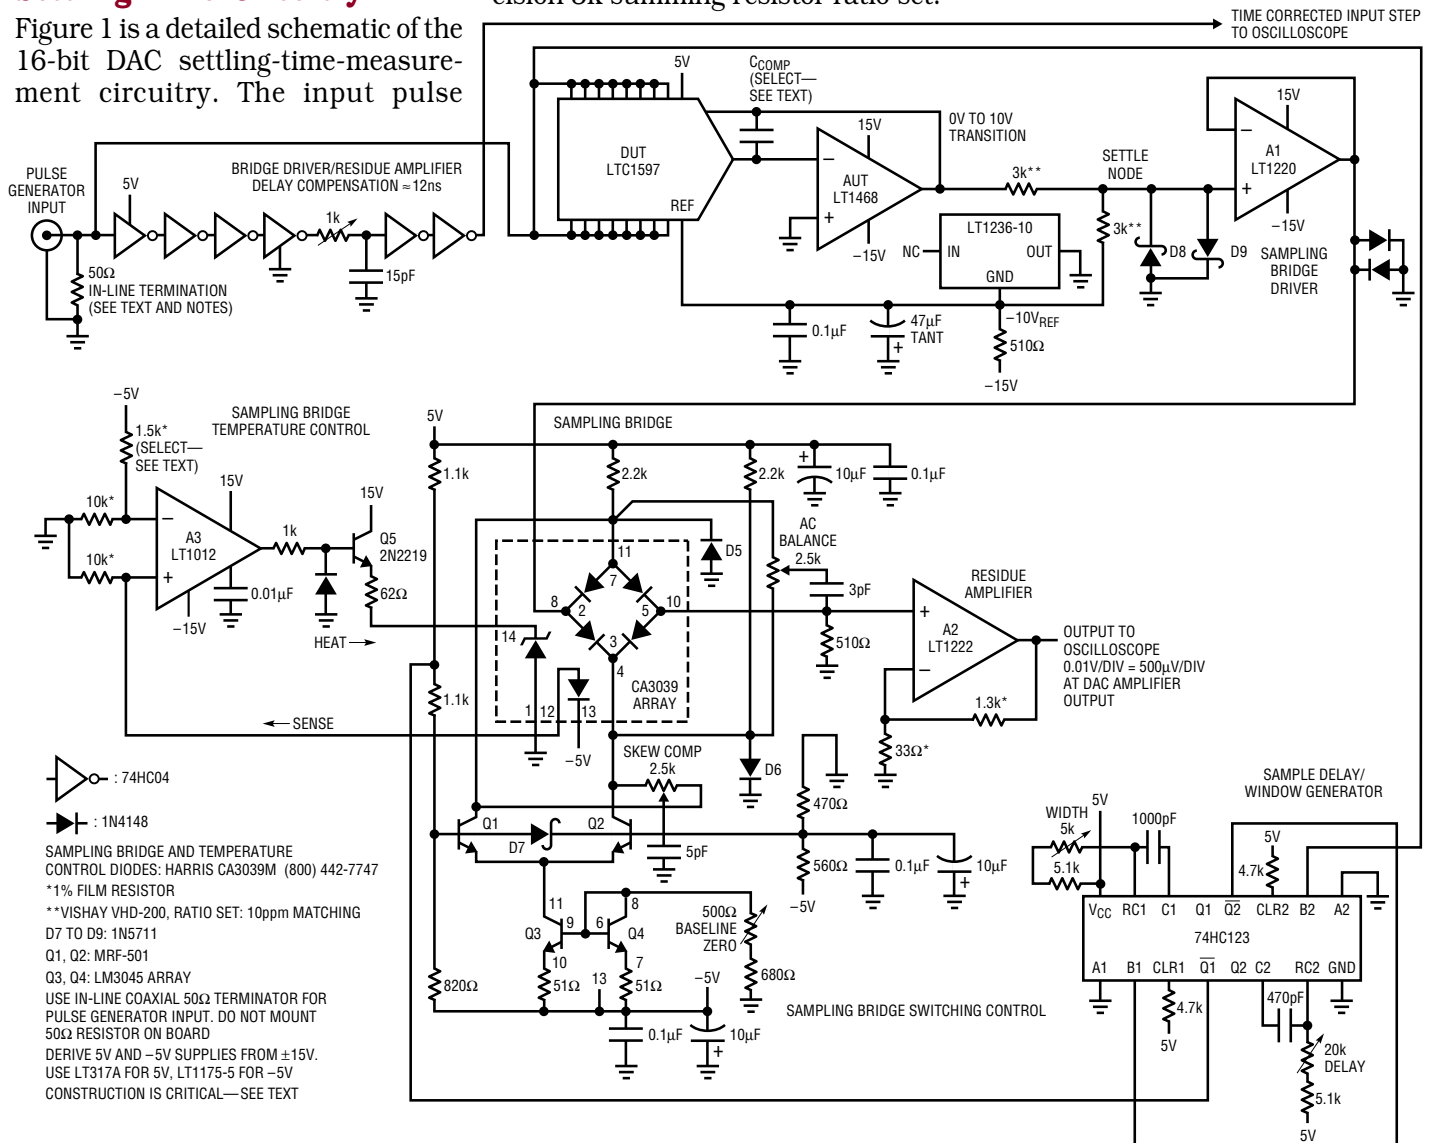 Figure 1 is a detailed schematic of the
16-bit DAC settling-time-measure-
ment circuitry. The input pulse
TIME CORRECTED INPUT STEP
TO OSCILLOSCOPE
5V
CCOMP
(SELECT—
SEE TEXT)
15V
0V TO 10V
TRANSITION
DUT
LTC1597
REF
AUT
LT1468
–
+
–15V
3k**
SETTLE
NODE
3k**
15V
–
A1
LT1220
+
–15V
SAMPLING
BRIDGE
DRIVER
D8
D9
LT1236-10
NC
IN
OUT
GND
–10VREF
0.1µF
47µF
TANT
+
510Ω
–15V
PULSE
GENERATOR
INPUT
5V
BRIDGE DRIVER/RESIDUE AMPLIFIER
DELAY COMPENSATION ≈12ns
1k
15pF
50Ω
IN-LINE TERMINATION
(SEE TEXT AND NOTES)
–5V
1.5k*
(SELECT—
SEE TEXT)
SAMPLING BRIDGE
TEMPERATURE CONTROL
10k*
10k*
15V
–
A3
LT1012
+
–15V
0.01µF
1k
15V
Q5
2N2219
62Ω
HEAT
5V
1.1k
SAMPLING BRIDGE
2.2k
2.2k
+
10µF
0.1µF
AC
BALANCE
2.5k
3pF
D5
11
7
8
2
5
10
3
4
14
1
12
13
CA3039
ARRAY
–5V
1.1k
SENSE
510Ω
RESIDUE
AMPLIFIER
+
A2
LT1222
–
OUTPUT TO
OSCILLOSCOPE
0.01V/DIV = 500µV/DIV
AT DAC AMPLIFIER
OUTPUT
1.3k*
33Ω*
SKEW COMP
2.5k
D6
Q1
D7
Q2
5pF
470Ω
560Ω
–5V
0.1µF
10µF
+
11
9
Q3
10
51Ω
13
8
6
Q4
7
51Ω
820Ω
500Ω
BASELINE
ZERO
680Ω
–5V
0.1µF
10µF
+
SAMPLING BRIDGE SWITCHING CONTROL
SAMPLE DELAY/
WINDOW GENERATOR
WIDTH
5k
5.1k
5V
1000pF
5V
4.7k
VCC RC1 C1 Q1 Q2 CLR2 B2 A2
74HC123
A1 B1 CLR1 Q1 Q2 C2 RC2 GND
4.7k
5V
470pF
20k
DELAY
5.1k
5V
: 74HC04
: 1N4148
SAMPLING BRIDGE AND TEMPERATURE
CONTROL DIODES: HARRIS CA3039M (800) 442-7747
*1% FILM RESISTOR
**VISHAY VHD-200, RATIO SET: 10ppm MATCHING
D7 TO D9: 1N5711
Q1, Q2: MRF-501
Q3, Q4: LM3045 ARRAY
USE IN-LINE COAXIAL 50Ω TERMINATOR FOR
PULSE GENERATOR INPUT. DO NOT MOUNT
50Ω RESISTOR ON BOARD
DERIVE 5V AND –5V SUPPLIES FROM ±15V.
USE LT317A FOR 5V, LT1175-5 FOR –5V
CONSTRUCTION IS CRITICAL—SEE TEXT